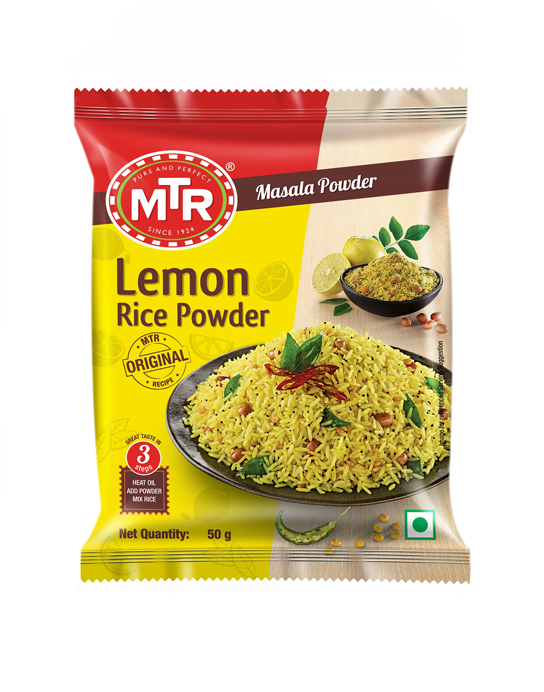 PURE AND PERFECT
MTR
®
SINCE 1924
Masala Powder
Lemon
Rice Powder
MTR
ORIGINAL
RECIPE
GREAT TASTE IN
3
steps
HEAT OIL
ADD POWDER
MIX RICE
Net Quantity: 50 g
suggestion